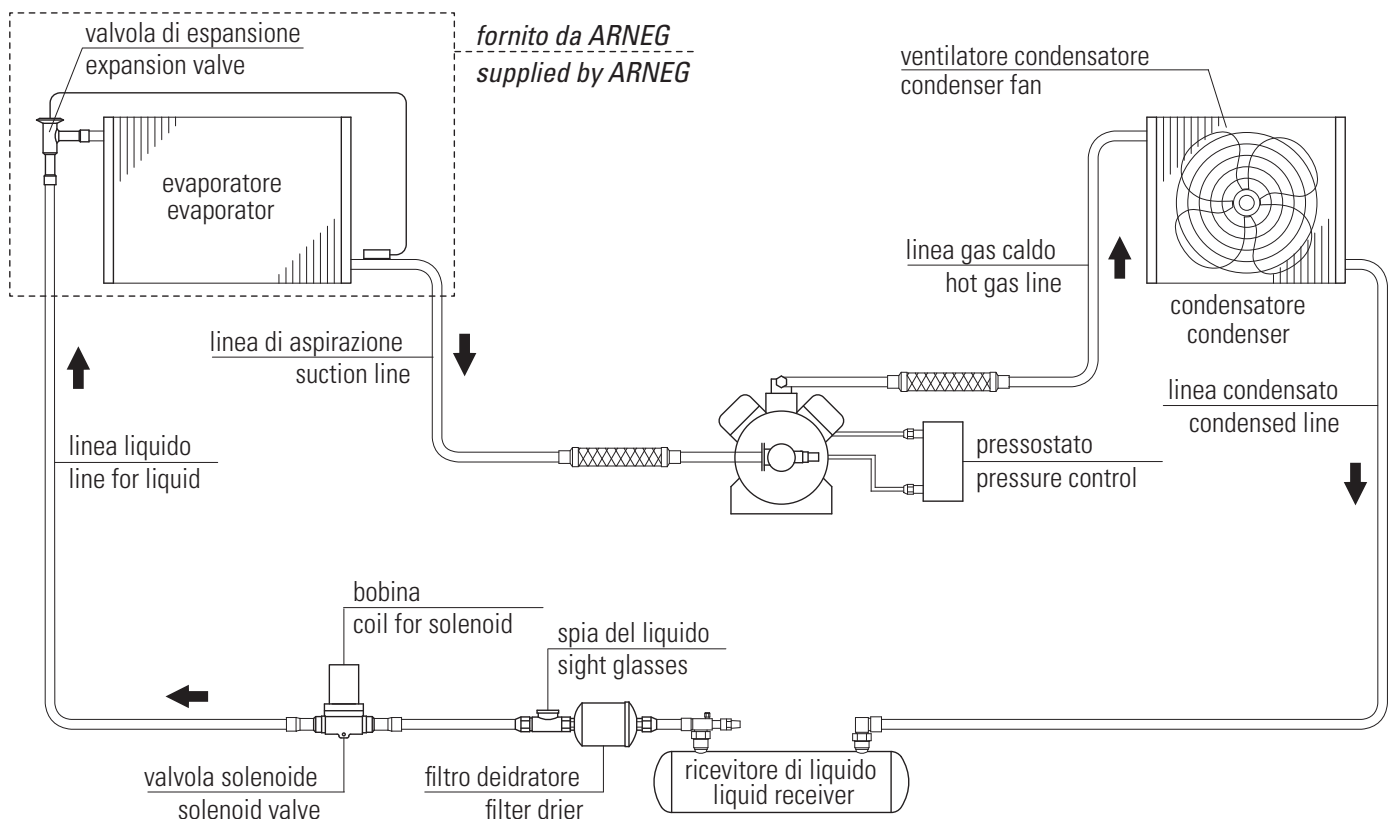 valvola di espansione
expansion valve
fornito da ARNEG
supplied by ARNEG
ventilatore condensatore
condenser fan
evaporatore
evaporator
linea gas caldo
hot gas line
condensatore
condenser
linea di aspirazione
suction line
linea condensato
condensed line
linea liquido
line for liquid
pressostato
pressure control
bobina
coil for solenoid
spia del liquido
sight glasses
valvola solenoide
solenoid valve
filtro deidratore
filter drier
ricevitore di liquido
liquid receiver